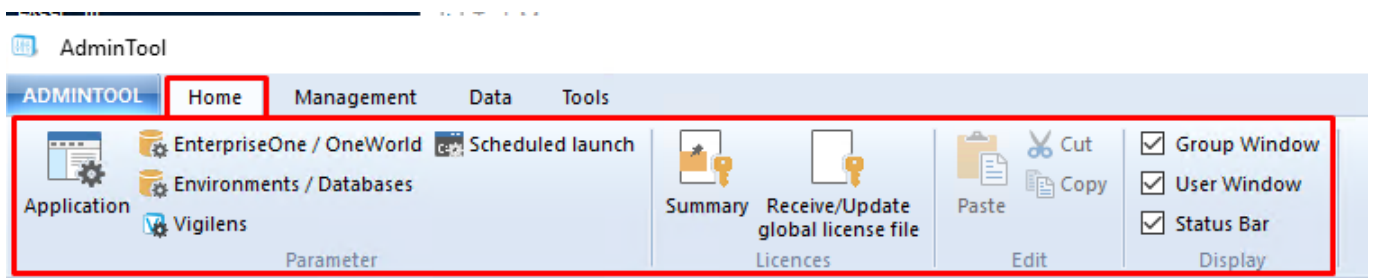 AdminTool
ADMINTOOL Home Management Data Tools
Application
EnterpriseOne / OneWorld
Environments / Databases
Vigilens
Scheduled launch
Parameter
Summary
Receive/Update
global license file
Licences
Paste
Cut
Copy
Edit
Group Window
User Window
Status Bar
Display